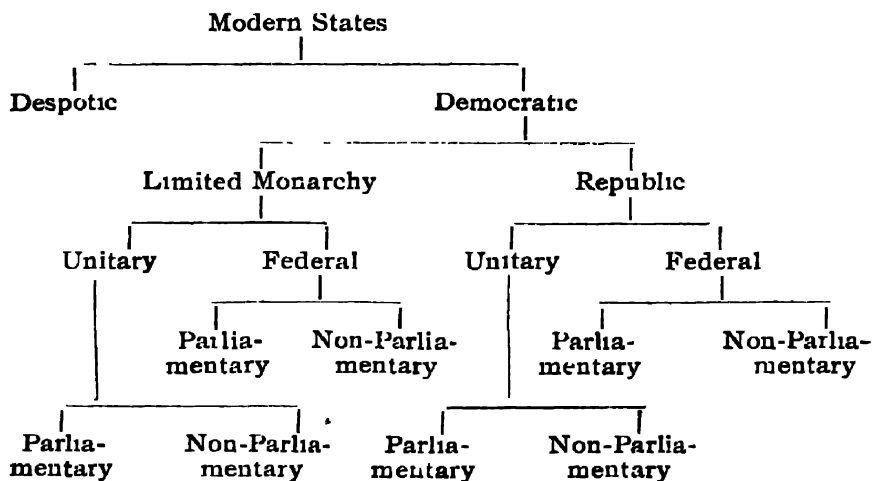 Modern States
Despotic Democratic
Limited Monarchy Republic
Unitary Federal Unitary Federal
Parlia- Non-Parlia- Parlia- Non-Parlia-
mentary mentary mentary mentary
Parlia- Non-Parlia- Parlia- Non-Parlia-
mentary mentary mentary mentary